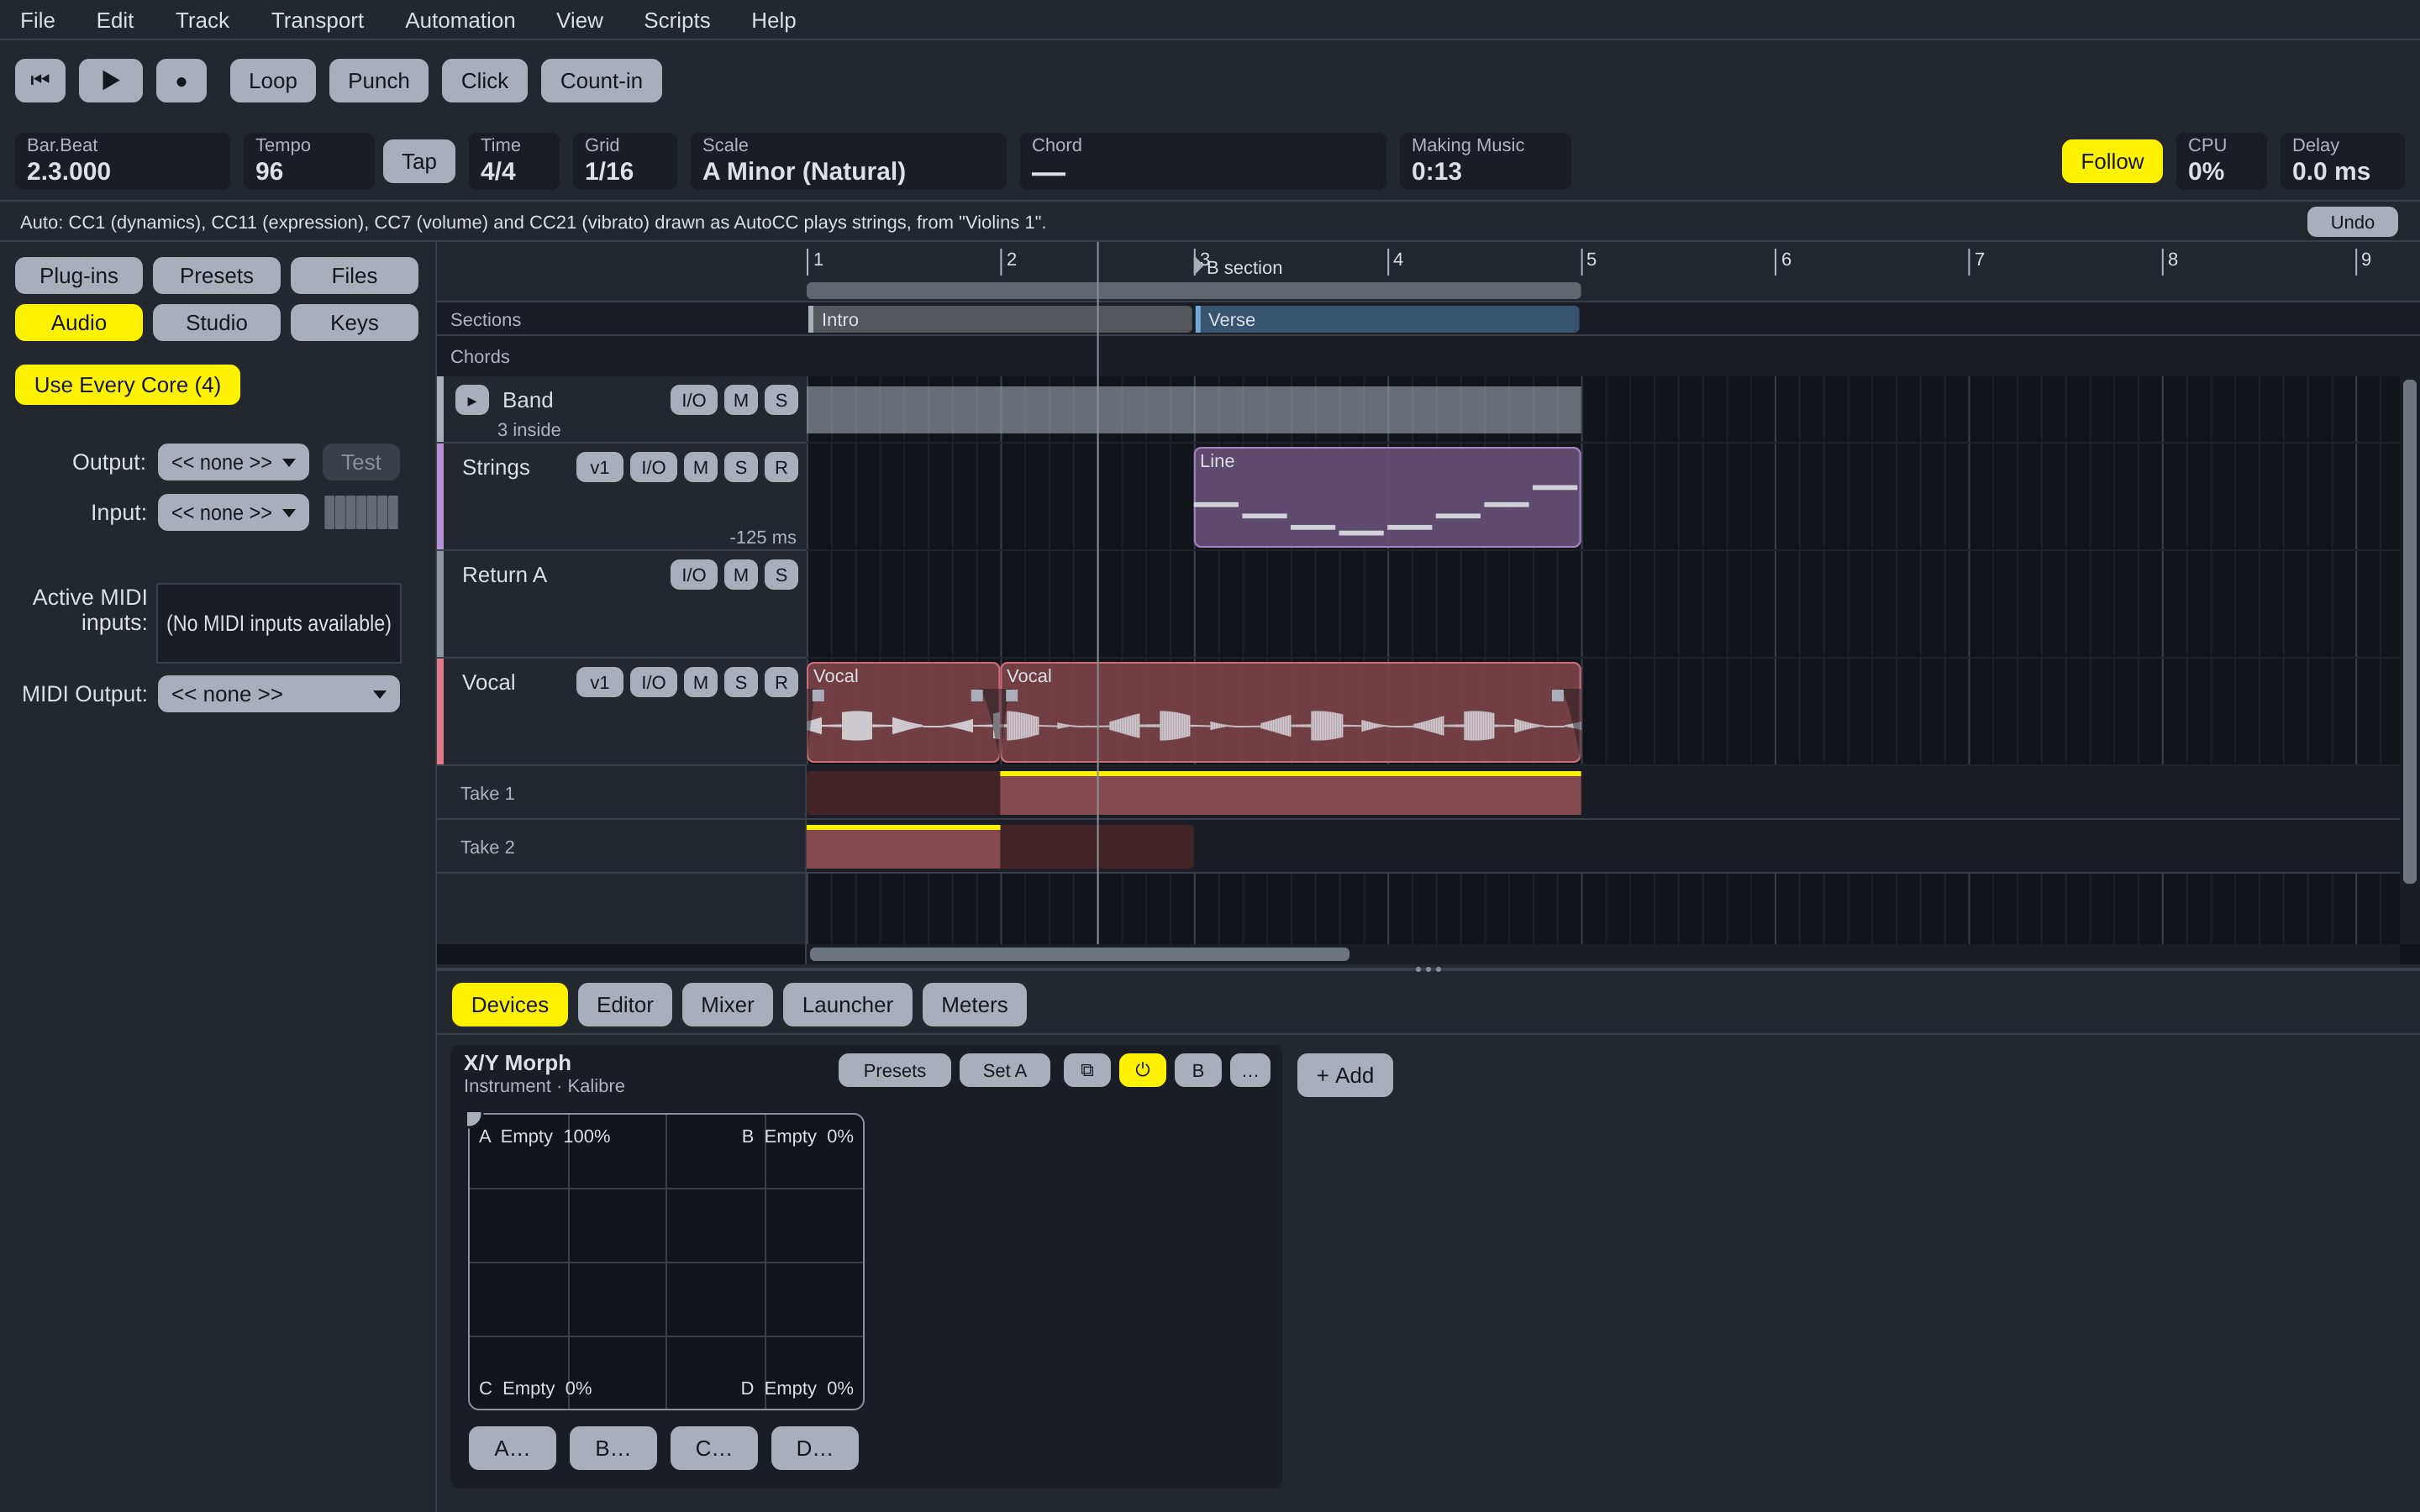 File Edit Track Transport Automation View Scripts Help
Loop Punch Click Count-in
Bar.Beat Tempo Time Grid Scale Chord Making Music CPU Delay
2.3.000 96 Tap 4/4 1/16 A Minor (Natural) — 0:13 Follow 0% 0.0 ms
Auto: CC1 (dynamics), CC11 (expression), CC7 (volume) and CC21 (vibrato) drawn as AutoCC plays strings, from "Violins 1". Undo
Plug-ins Presets Files
Audio Studio Keys
Use Every Core (4)
Output: << none >> Test
Input: << none >>
Active MIDI
inputs:
(No MIDI inputs available)
MIDI Output: << none >>
1 2 3 4 5 6 7 8 9
B section
Sections Intro Verse
Chords
Band I/O M S
3 inside
Strings v1 I/O M S R
Line
-125 ms
Return A I/O M S
Vocal v1 I/O M S R
Vocal Vocal
Take 1
Take 2
Devices Editor Mixer Launcher Meters
X/Y Morph
Instrument · Kalibre
Presets Set A B …
+ Add
A Empty 100% B Empty 0%
C Empty 0% D Empty 0%
A… B… C… D…